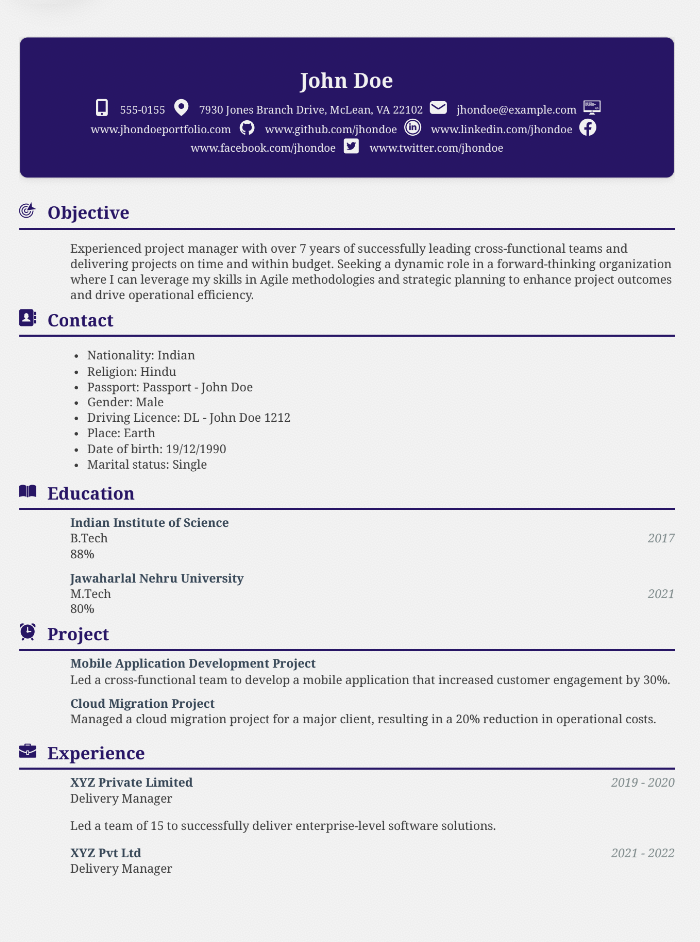 John Doe
555-0155 7930 Jones Branch Drive, McLean, VA 22102 jhondoe@example.com
www.jhondoeportfolio.com www.github.com/jhondoe www.linkedin.com/jhondoe
www.facebook.com/jhondoe www.twitter.com/jhondoe
Objective
Experienced project manager with over 7 years of successfully leading cross-functional teams and
delivering projects on time and within budget. Seeking a dynamic role in a forward-thinking organization
where I can leverage my skills in Agile methodologies and strategic planning to enhance project outcomes
and drive operational efficiency.
Contact
• Nationality: Indian
• Religion: Hindu
• Passport: Passport - John Doe
• Gender: Male
• Driving Licence: DL - John Doe 1212
• Place: Earth
• Date of birth: 19/12/1990
• Marital status: Single
Education
Indian Institute of Science
B.Tech 2017
88%
Jawaharlal Nehru University
M.Tech 2021
80%
Project
Mobile Application Development Project
Led a cross-functional team to develop a mobile application that increased customer engagement by 30%.
Cloud Migration Project
Managed a cloud migration project for a major client, resulting in a 20% reduction in operational costs.
Experience
XYZ Private Limited 2019 - 2020
Delivery Manager
Led a team of 15 to successfully deliver enterprise-level software solutions.
XYZ Pvt Ltd 2021 - 2022
Delivery Manager